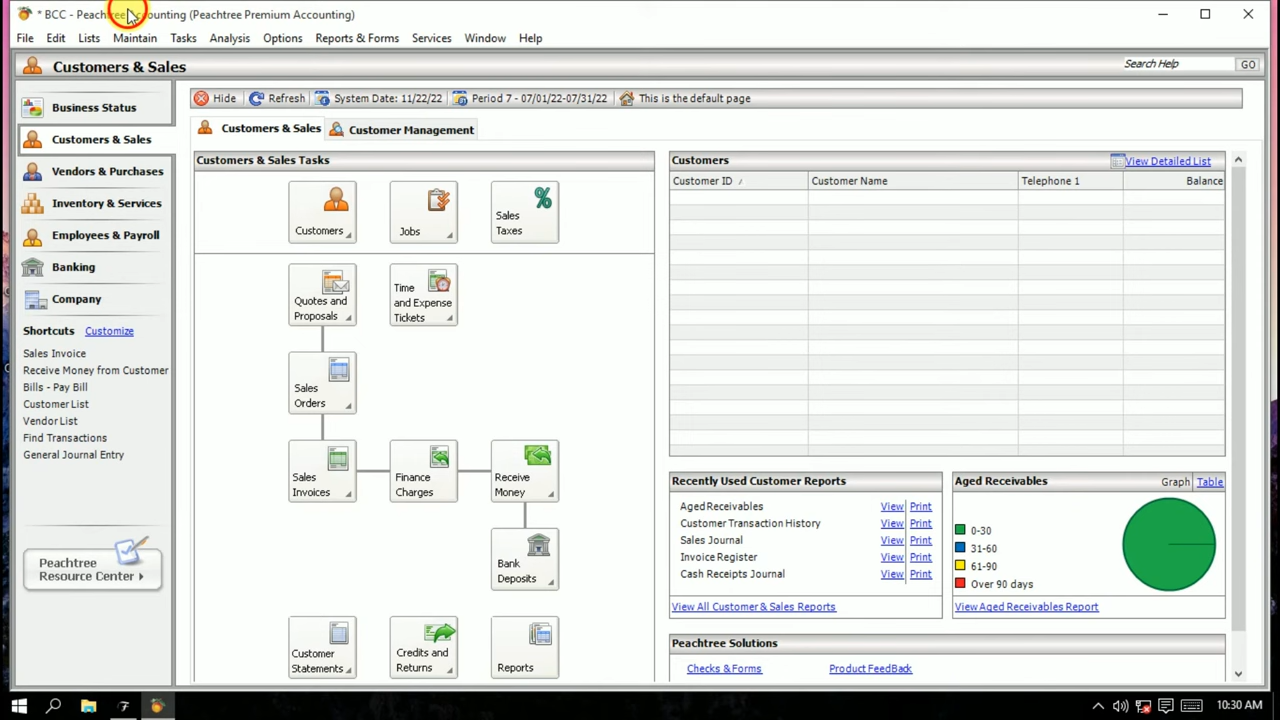 * BCC - Peachtree Accounting (Peachtree Premium Accounting)
File Edit Lists Maintain Tasks Analysis Options Reports & Forms Services Window Help
Customers & Sales
Search Help GO
Business Status
Customers & Sales
Vendors & Purchases
Inventory & Services
Employees & Payroll
Banking
Company
Shortcuts Customize
Sales Invoice
Receive Money from Customer
Bills - Pay Bill
Customer List
Vendor List
Find Transactions
General Journal Entry
Peachtree
Resource Center
Hide Refresh System Date: 11/22/22 Period 7 - 07/01/22-07/31/22 This is the default page
Customers & Sales Customer Management
Customers & Sales Tasks
Customers
Jobs
Sales
Taxes
Quotes and
Proposals
Time
and Expense
Tickets
Sales
Orders
Sales
Invoices
Finance
Charges
Receive
Money
Bank
Deposits
Customer
Statements
Credits and
Returns
Reports
Customers View Detailed List
Customer ID Customer Name Telephone 1 Balance
Recently Used Customer Reports
Aged Receivables View Print
Customer Transaction History View Print
Sales Journal View Print
Invoice Register View Print
Cash Receipts Journal View Print
View All Customer & Sales Reports
Aged Receivables Graph Table
0-30
31-60
61-90
Over 90 days
View Aged Receivables Report
Peachtree Solutions
Checks & Forms Product FeedBack
10:30 AM